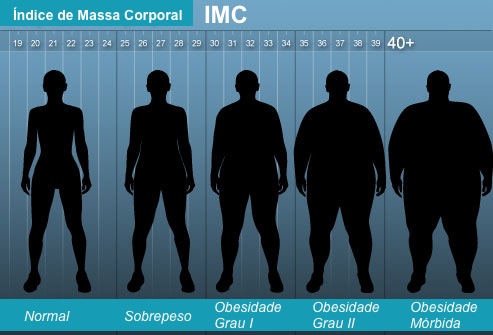 Índice de Massa Corporal IMC
19 20 21 22 23 24 25 26 27 28 29 30 31 32 33 34 35 36 37 38 39 40+
Normal
Sobrepeso
Obesidade
Grau I
Obesidade
Grau II
Obesidade
Mórbida